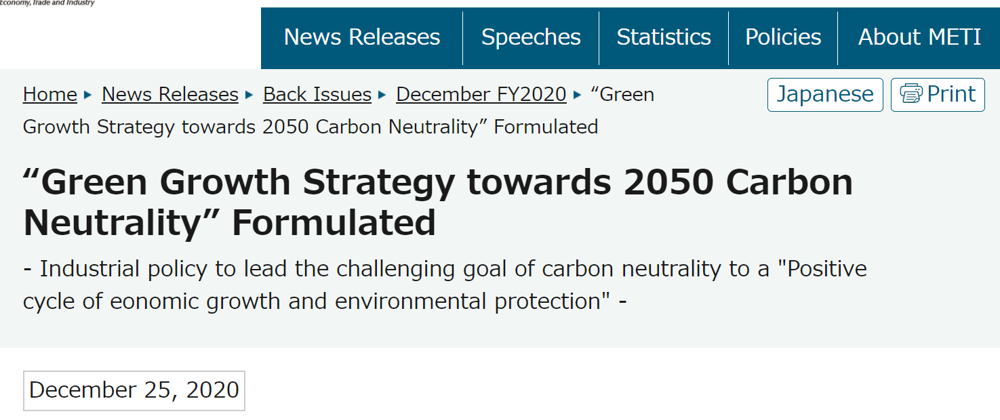 Economy, Trade and Industry
News Releases Speeches Statistics Policies About METI
Home News Releases Back Issues December FY2020 “Green
Growth Strategy towards 2050 Carbon Neutrality” Formulated
Japanese Print
“Green Growth Strategy towards 2050 Carbon
Neutrality” Formulated
- Industrial policy to lead the challenging goal of carbon neutrality to a "Positive
cycle of eonomic growth and environmental protection" -
December 25, 2020